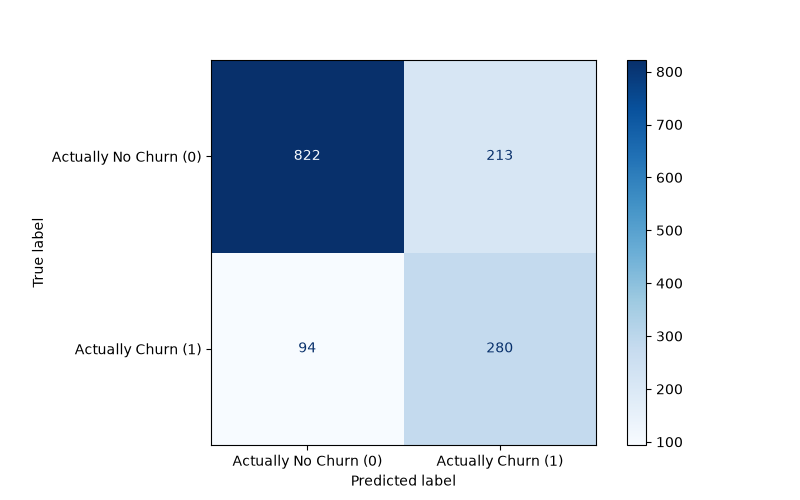 Actually No Churn (0)
Actually Churn (1)
True label
822
213
94
280
Actually No Churn (0)
Actually Churn (1)
Predicted label
800
700
600
500
400
300
200
100